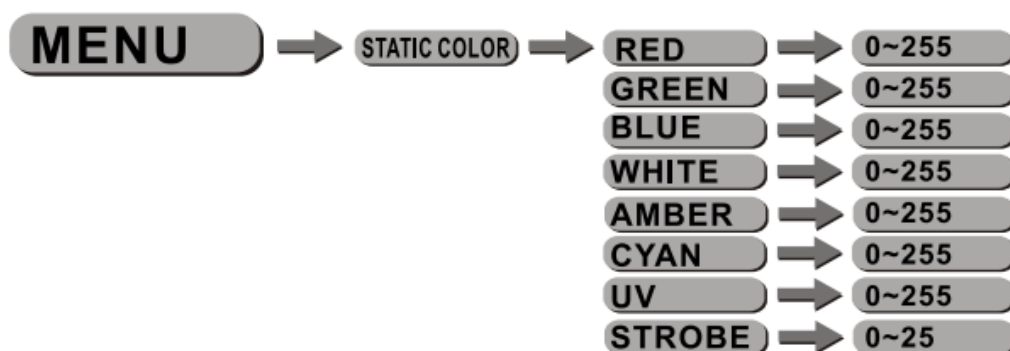 MENU STATIC COLOR RED 0~255
GREEN 0~255
BLUE 0~255
WHITE 0~255
AMBER 0~255
CYAN 0~255
UV 0~255
STROBE 0~25